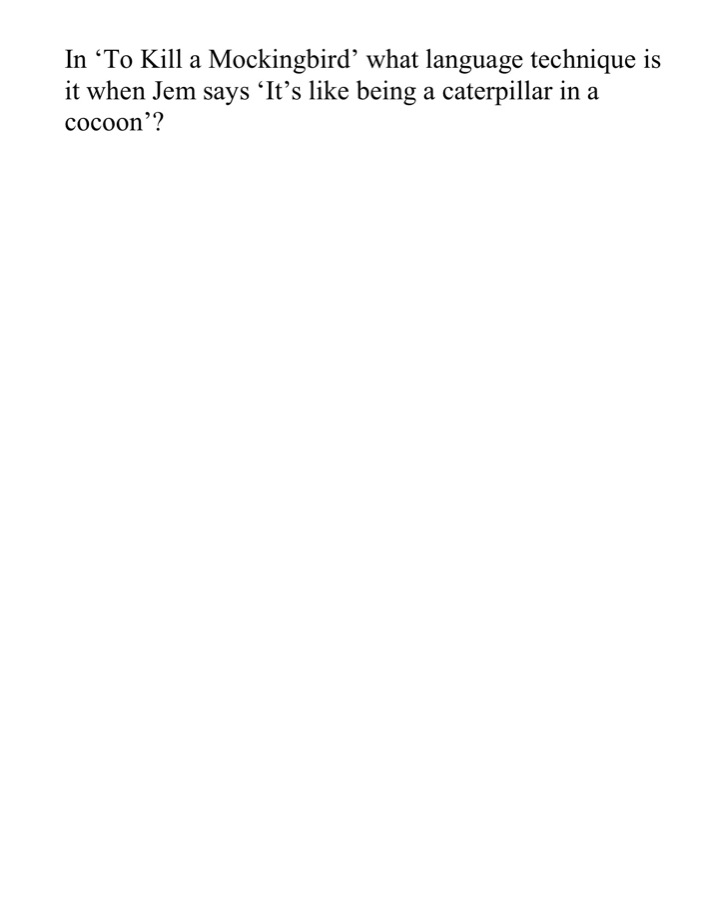 In ‘To Kill a Mockingbird’ what language technique is
it when Jem says ‘It’s like being a caterpillar in a
cocoon’?